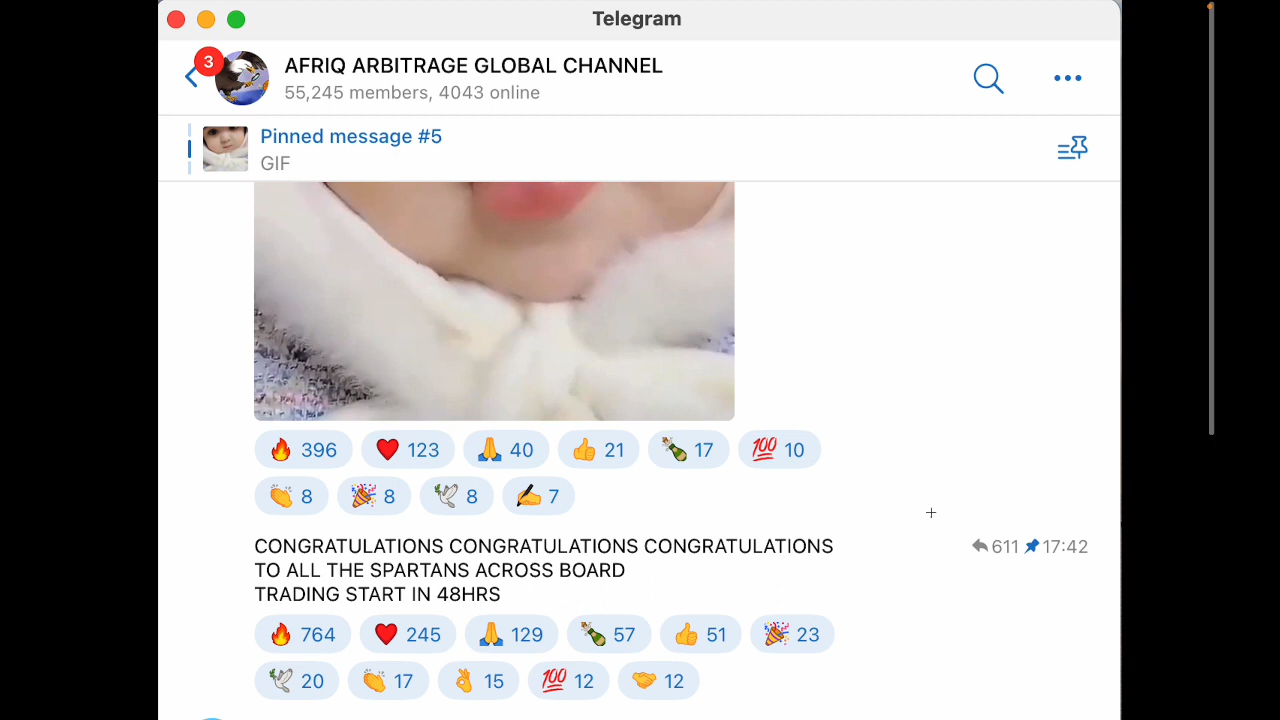 Telegram
3
AFRIQ ARBITRAGE GLOBAL CHANNEL
55,245 members, 4043 online
Pinned message #5
GIF
396 123 40 21 17 100 10
8 8 8 7
CONGRATULATIONS CONGRATULATIONS CONGRATULATIONS 611 17:42
TO ALL THE SPARTANS ACROSS BOARD
TRADING START IN 48HRS
764 245 129 57 51 23
20 17 15 100 12 12